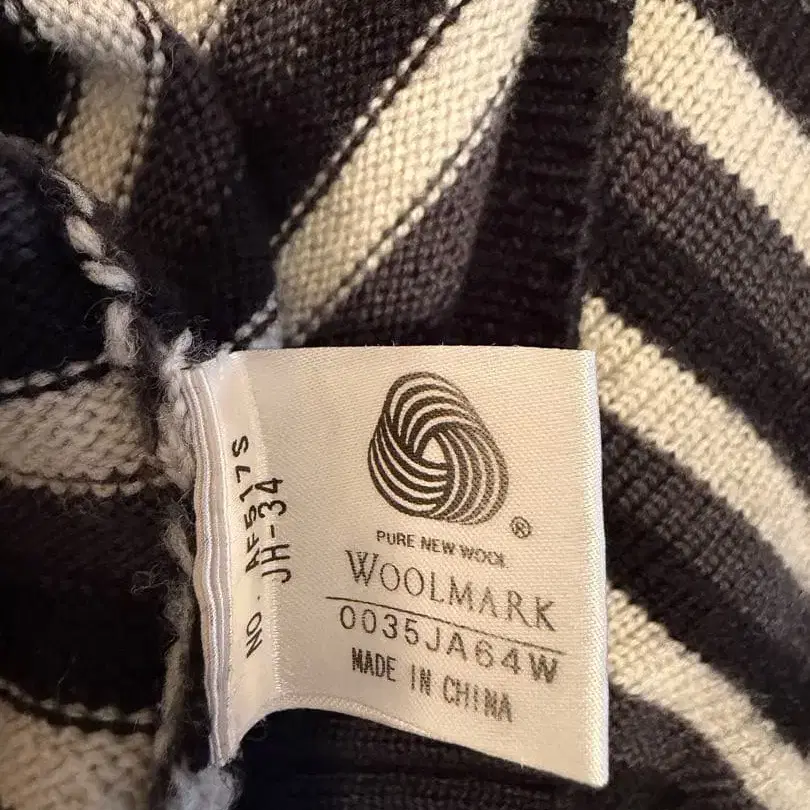 ®
PURE NEW WOOL
WOOLMARK
0035JA64W
MADE IN CHINA
NO. AF517S
JH-34